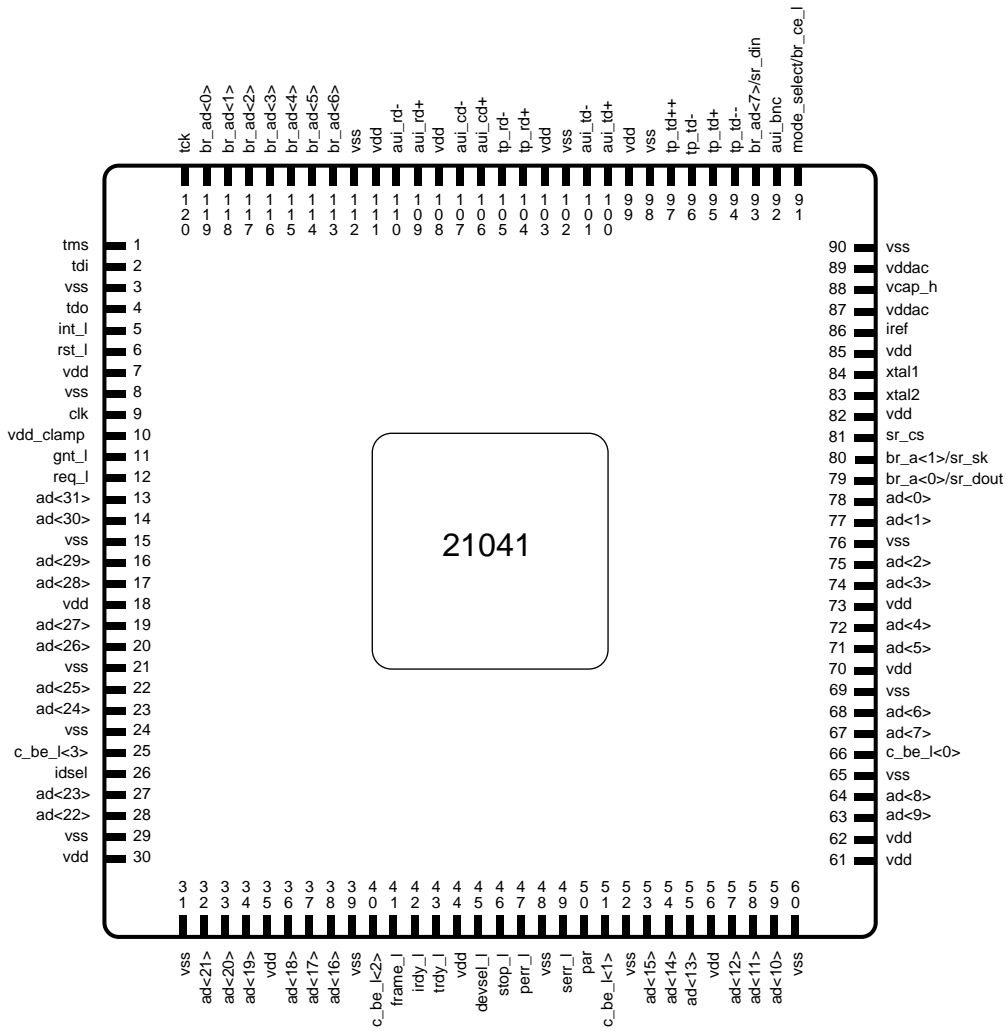 tck
br_ad<0>
br_ad<1>
br_ad<2>
br_ad<3>
br_ad<4>
br_ad<5>
br_ad<6>
vss
vdd
aui_rd-
aui_rd+
vdd
aui_cd-
aui_cd+
tp_rd-
tp_rd+
vdd
vss
aui_td-
aui_td+
vdd
vss
tp_td++
tp_td-
tp_td+
tp_td--
br_ad<7>/sr_din
aui_bnc
mode_select/br_ce_l
120
119
118
117
116
115
114
113
112
111
110
109
108
107
106
105
104
103
102
101
100
99
98
97
96
95
94
93
92
91
tms 1
tdi 2
vss 3
tdo 4
int_l 5
rst_l 6
vdd 7
vss 8
clk 9
vdd_clamp 10
gnt_l 11
req_l 12
ad<31> 13
ad<30> 14
vss 15
ad<29> 16
ad<28> 17
vdd 18
ad<27> 19
ad<26> 20
vss 21
ad<25> 22
ad<24> 23
vss 24
c_be_l<3> 25
idsel 26
ad<23> 27
ad<22> 28
vss 29
vdd 30
21041
90 vss
89 vddac
88 vcap_h
87 vddac
86 iref
85 vdd
84 xtal1
83 xtal2
82 vdd
81 sr_cs
80 br_a<1>/sr_sk
79 br_a<0>/sr_dout
78 ad<0>
77 ad<1>
76 vss
75 ad<2>
74 ad<3>
73 vdd
72 ad<4>
71 ad<5>
70 vdd
69 vss
68 ad<6>
67 ad<7>
66 c_be_l<0>
65 vss
64 ad<8>
63 ad<9>
62 vdd
61 vdd
31
32
33
34
35
36
37
38
39
40
41
42
43
44
45
46
47
48
49
50
51
52
53
54
55
56
57
58
59
60
vss
ad<21>
ad<20>
ad<19>
vdd
ad<18>
ad<17>
ad<16>
vss
c_be_l<2>
frame_l
irdy_l
trdy_l
vdd
devsel_l
stop_l
perr_l
vss
serr_l
par
c_be_l<1>
vss
ad<15>
ad<14>
ad<13>
vdd
ad<12>
ad<11>
ad<10>
vss